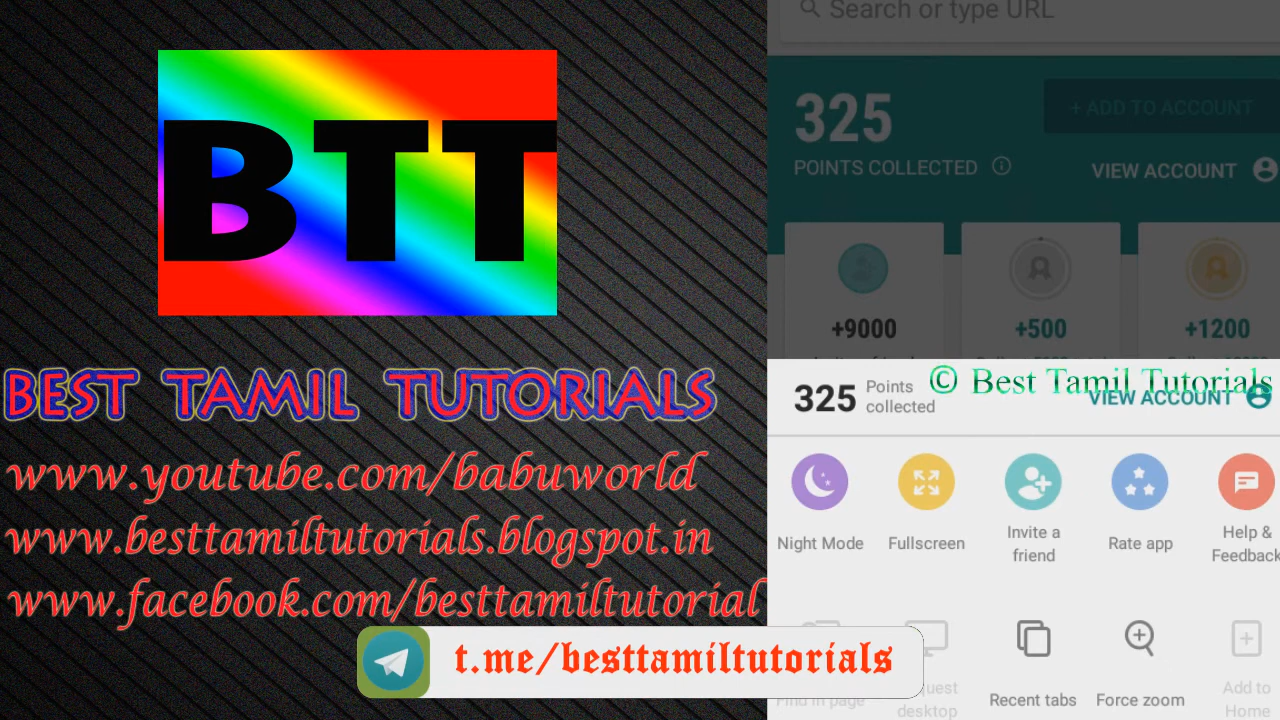 BTT
BEST TAMIL TUTORIALS
www.youtube.com/babuworld
www.besttamiltutorials.blogspot.in
www.facebook.com/besttamiltutorial
t.me/besttamiltutorials
Search or type URL
325
+ ADD TO ACCOUNT
POINTS COLLECTED
VIEW ACCOUNT
+9000
+500
+1200
325
Points
collected
© Best Tamil Tutorials
VIEW ACCOUNT
Night Mode
Fullscreen
Invite a
friend
Rate app
Help &
Feedback
Find in page
desktop
Recent tabs
Force zoom
Add to
Home